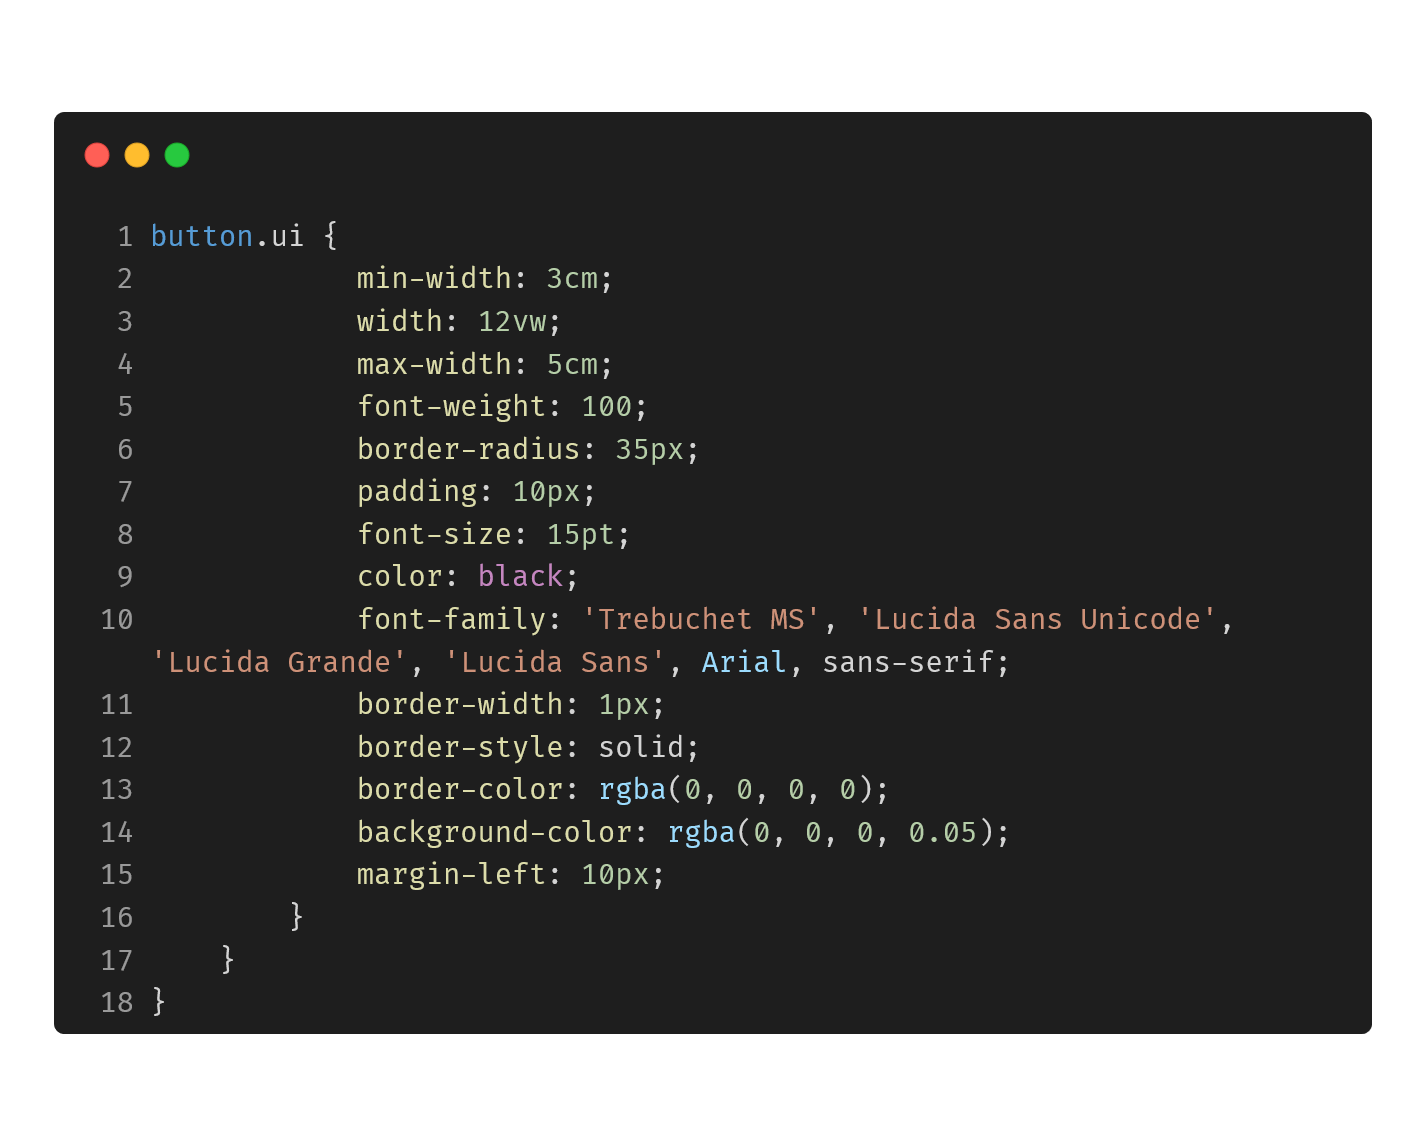 1 button.ui {
2             min-width: 3cm;
3             width: 12vw;
4             max-width: 5cm;
5             font-weight: 100;
6             border-radius: 35px;
7             padding: 10px;
8             font-size: 15pt;
9             color: black;
10             font-family: 'Trebuchet MS', 'Lucida Sans Unicode',
'Lucida Grande', 'Lucida Sans', Arial, sans-serif;
11             border-width: 1px;
12             border-style: solid;
13             border-color: rgba(0, 0, 0, 0);
14             background-color: rgba(0, 0, 0, 0.05);
15             margin-left: 10px;
16         }
17     }
18 }